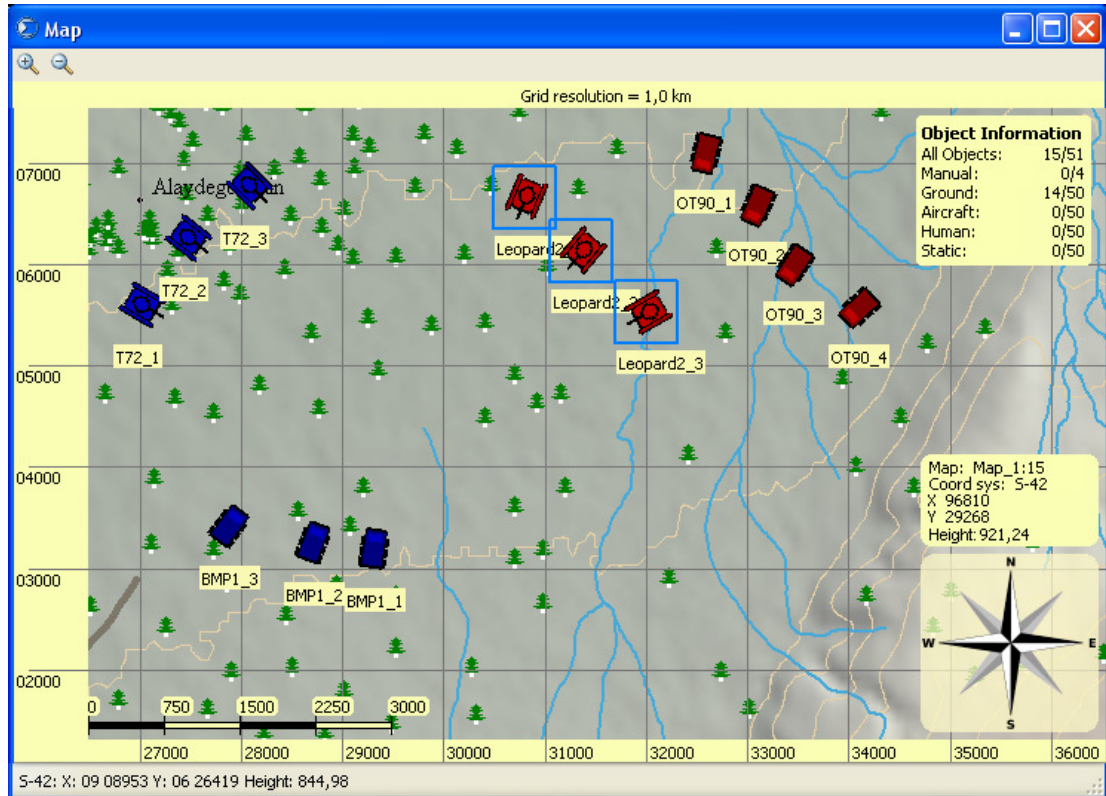 Map
Grid resolution = 1,0 km
Object Information
All Objects: 15/51
Manual: 0/4
Ground: 14/50
Aircraft: 0/50
Human: 0/50
Static: 0/50
07000
06000
05000
04000
03000
02000
T72_3
T72_2
T72_1
Leopard2_3
OT90_1
OT90_2
OT90_3
OT90_4
BMP1_3
BMP1_2
BMP1_1
Map: Map_1:15
Coord sys: S-42
X 96810
Y 29268
Height: 921,24
N
W
E
S
0 750 1500 2250 3000
27000 28000 29000 30000 31000 32000 33000 34000 35000 36000
S-42: X: 09 08953 Y: 06 26419 Height: 844,98